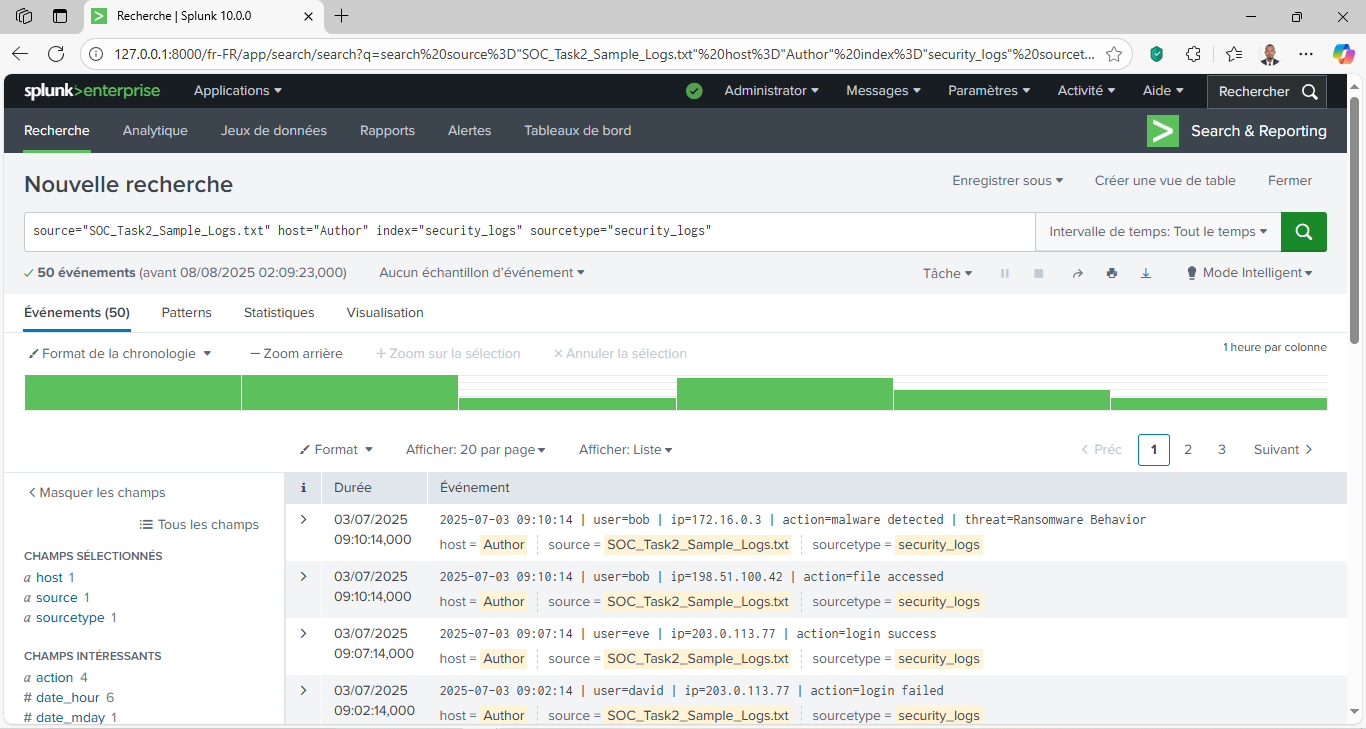 Recherche | Splunk 10.0.0
127.0.0.1:8000/fr-FR/app/search/search?q=search%20source%3D"SOC_Task2_Sample_Logs.txt"%20host%3D"Author"%20index%3D"security_logs"%20sourcet...
splunk>enterprise Applications Administrator Messages Paramètres Activité Aide Rechercher
Recherche Analytique Jeux de données Rapports Alertes Tableaux de bord Search & Reporting
Nouvelle recherche Enregistrer sous Créer une vue de table Fermer
source="SOC_Task2_Sample_Logs.txt" host="Author" index="security_logs" sourcetype="security_logs" Intervalle de temps: Tout le temps
50 événements (avant 08/08/2025 02:09:23,000) Aucun échantillon d'événement Tâche Mode Intelligent
Événements (50) Patterns Statistiques Visualisation
Format de la chronologie — Zoom arrière + Zoom sur la sélection × Annuler la sélection 1 heure par colonne
Format Afficher: 20 par page Afficher: Liste < Préc 1 2 3 Suivant >
< Masquer les champs
Tous les champs
CHAMPS SÉLECTIONNÉS
a host 1
a source 1
a sourcetype 1
CHAMPS INTÉRESSANTS
a action 4
# date_hour 6
# date_mday 1
i Durée Événement
> 03/07/2025 09:10:14,000 2025-07-03 09:10:14 | user=bob | ip=172.16.0.3 | action=malware detected | threat=Ransomware Behavior
host = Author source = SOC_Task2_Sample_Logs.txt sourcetype = security_logs
> 03/07/2025 09:10:14,000 2025-07-03 09:10:14 | user=bob | ip=198.51.100.42 | action=file accessed
host = Author source = SOC_Task2_Sample_Logs.txt sourcetype = security_logs
> 03/07/2025 09:07:14,000 2025-07-03 09:07:14 | user=eve | ip=203.0.113.77 | action=login success
host = Author source = SOC_Task2_Sample_Logs.txt sourcetype = security_logs
> 03/07/2025 09:02:14,000 2025-07-03 09:02:14 | user=david | ip=203.0.113.77 | action=login failed
host = Author source = SOC_Task2_Sample_Logs.txt sourcetype = security_logs